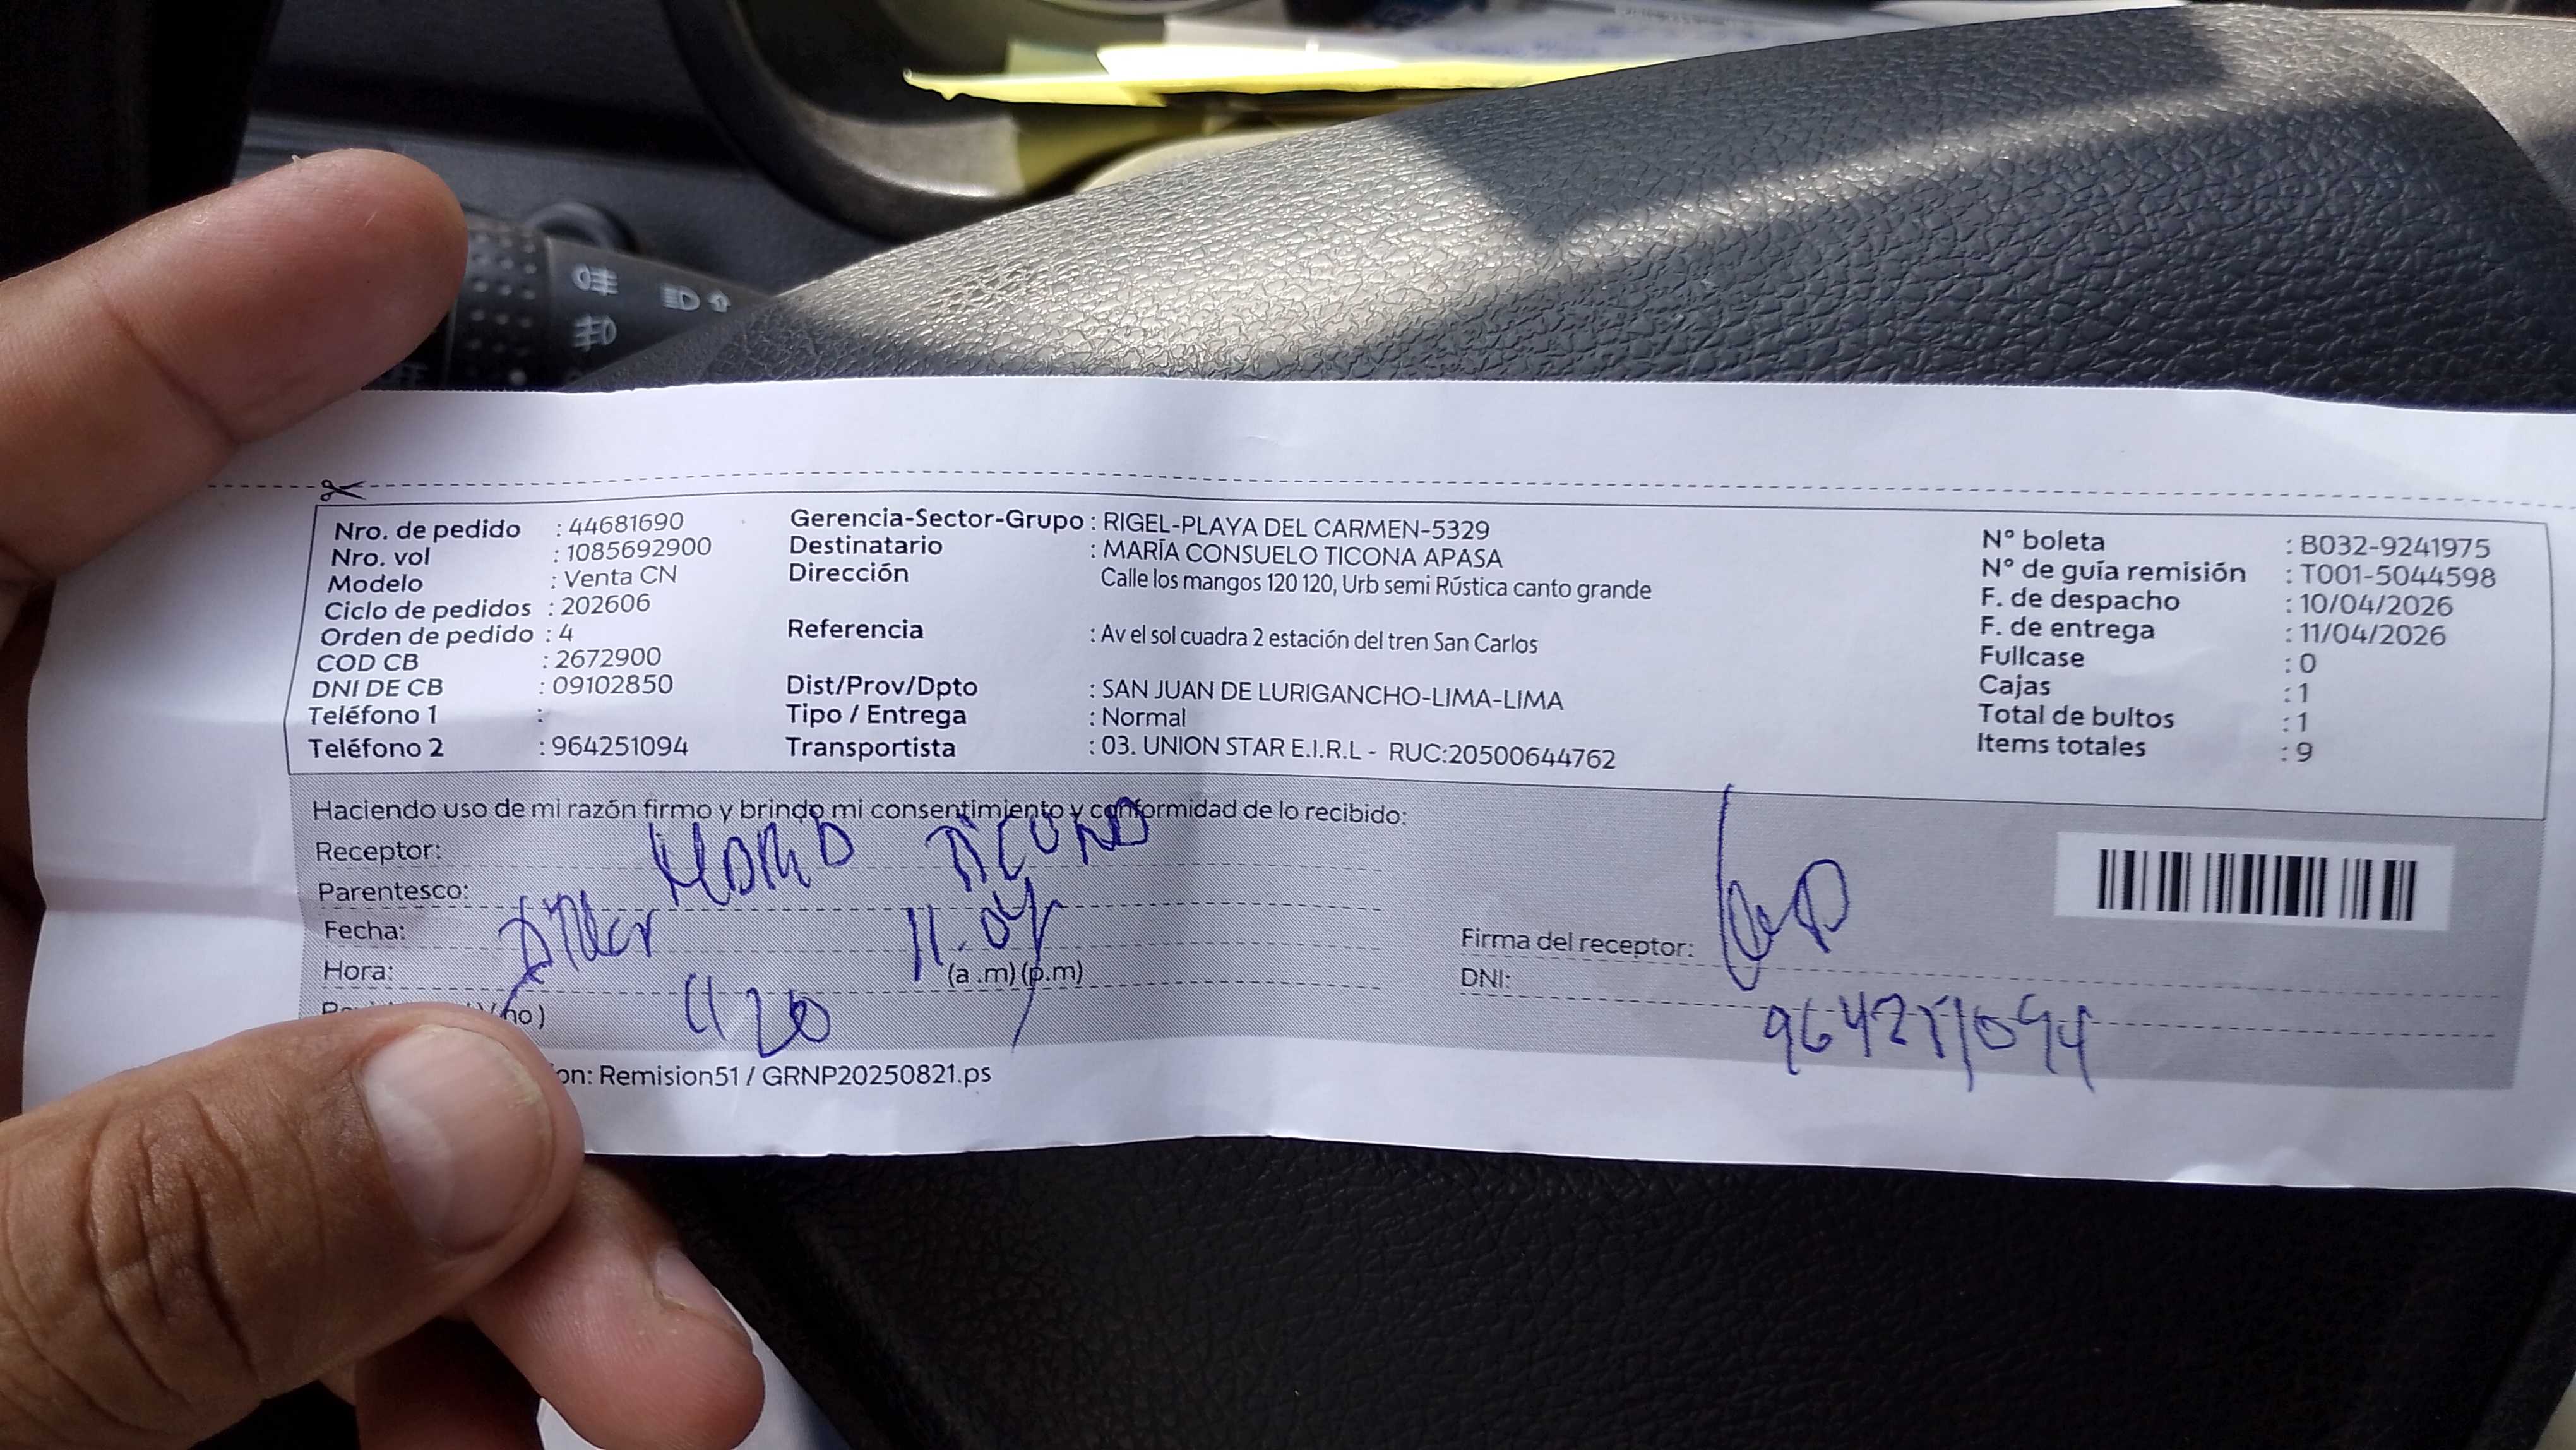 Nro. de pedido : 44681690
Nro. vol : 1085692900
Modelo : Venta CN
Ciclo de pedidos : 202606
Orden de pedido : 4
COD CB : 2672900
DNI DE CB : 09102850
Teléfono 1 :
Teléfono 2 : 964251094
Gerencia-Sector-Grupo : RIGEL-PLAYA DEL CARMEN-5329
Destinatario : MARÍA CONSUELO TICONA APASA
Dirección Calle los mangos 120 120, Urb semi Rústica canto grande
Referencia : Av el sol cuadra 2 estación del tren San Carlos
Dist/Prov/Dpto : SAN JUAN DE LURIGANCHO-LIMA-LIMA
Tipo / Entrega : Normal
Transportista : 03. UNION STAR E.I.R.L - RUC:20500644762
N° boleta : B032-9241975
N° de guía remisión : T001-5044598
F. de despacho : 10/04/2026
F. de entrega : 11/04/2026
Fullcase : 0
Cajas : 1
Total de bultos : 1
Items totales : 9
Haciendo uso de mi razón firmo y brindo mi consentimiento y conformidad de lo recibido:
Receptor:
Parentesco:
Fecha: 11.04
Hora: 1120 (a .m) (p.m)
no )
Firma del receptor:
DNI: 964251094
Remision51 / GRNP20250821.ps